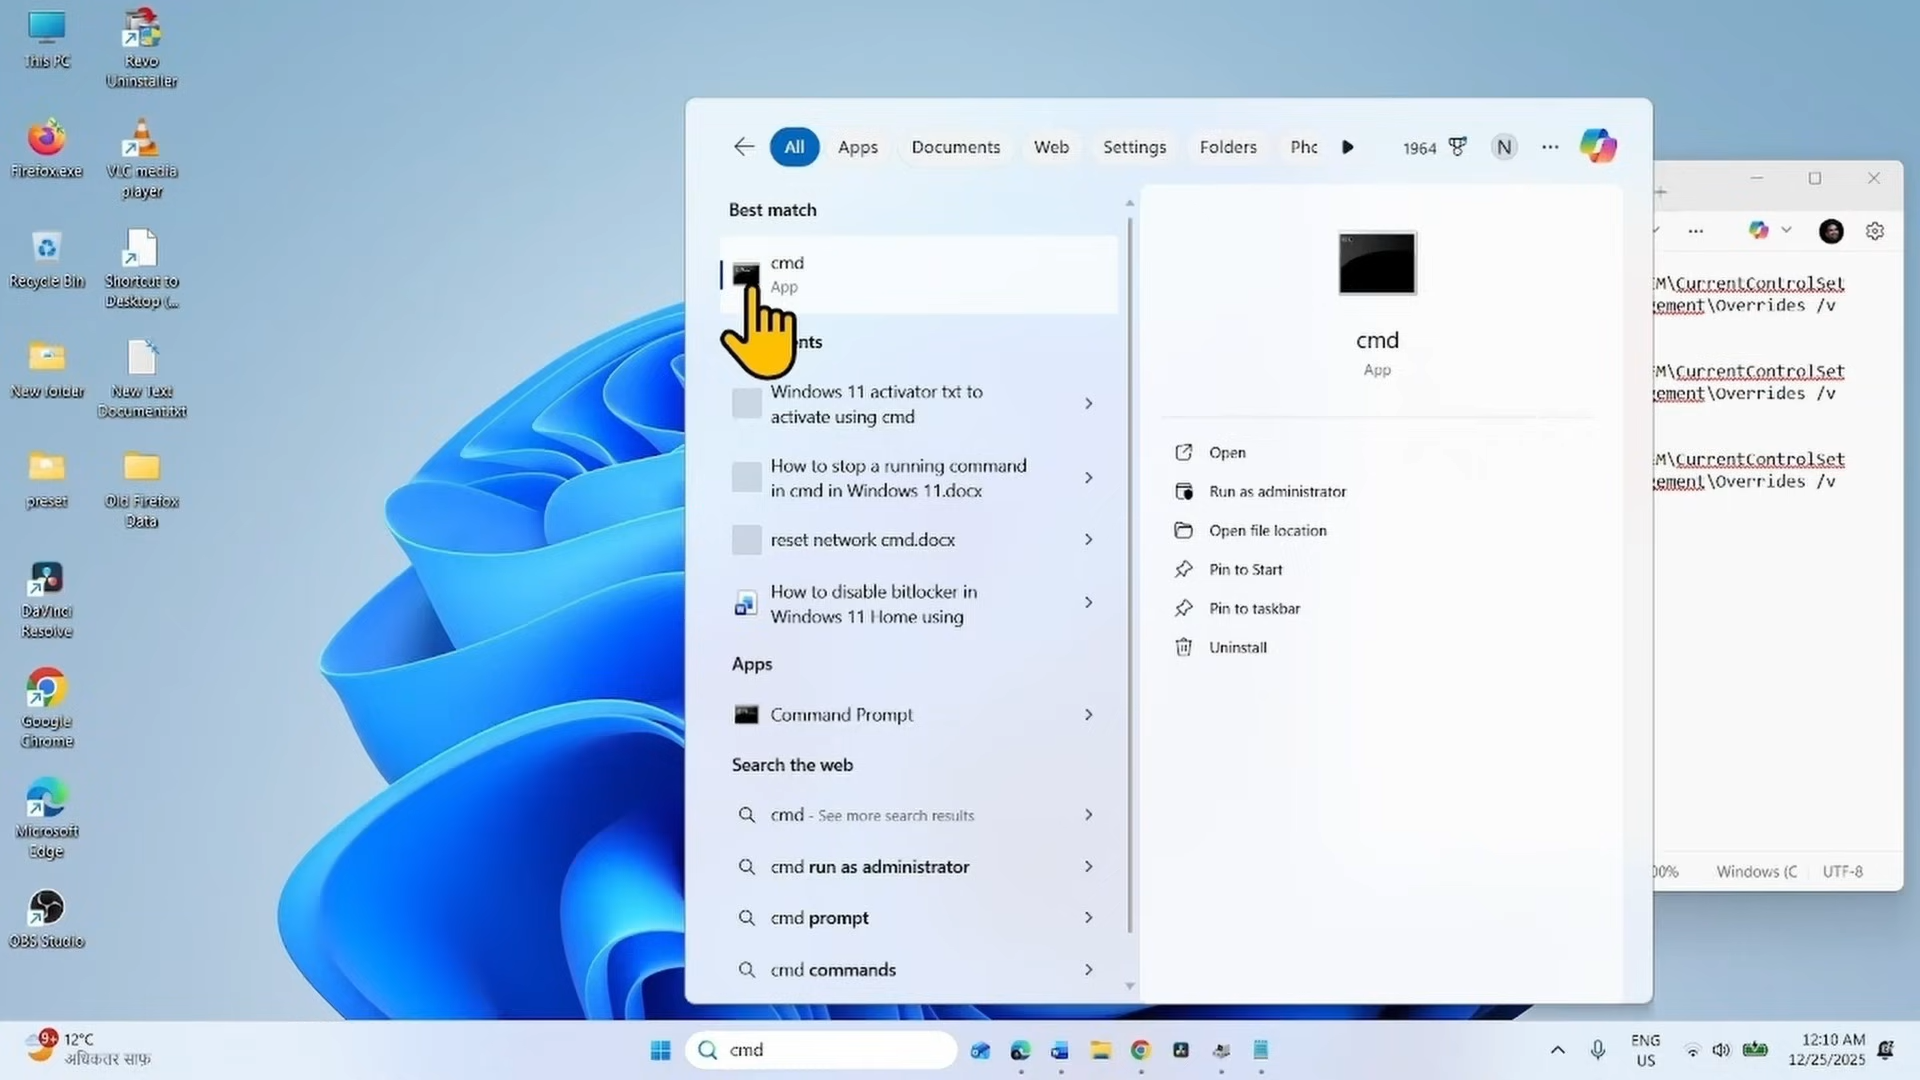 This PC
Revo
Uninstaller
Firefox.exe
VLC media
player
Recycle Bin
Shortcut to
Desktop (...
New folder
New Text
Document.txt
preset
Old Firefox
Data
DaVinci
Resolve
Google
Chrome
Microsoft
Edge
OBS Studio
All
Apps
Documents
Web
Settings
Folders
Phc
1964
N
Best match
cmd
App
nts
Windows 11 activator txt to
activate using cmd
How to stop a running command
in cmd in Windows 11.docx
reset network cmd.docx
How to disable bitlocker in
Windows 11 Home using
Apps
Command Prompt
Search the web
cmd - See more search results
cmd run as administrator
cmd prompt
cmd commands
cmd
App
Open
Run as administrator
Open file location
Pin to Start
Pin to taskbar
Uninstall
M\CurrentControlSet
ement\Overrides /v
M\CurrentControlSet
ement\Overrides /v
M\CurrentControlSet
ement\Overrides /v
00%
Windows (C
UTF-8
9+
12°C
अधिकतर साफ़
cmd
ENG
US
12:10 AM
12/25/2025